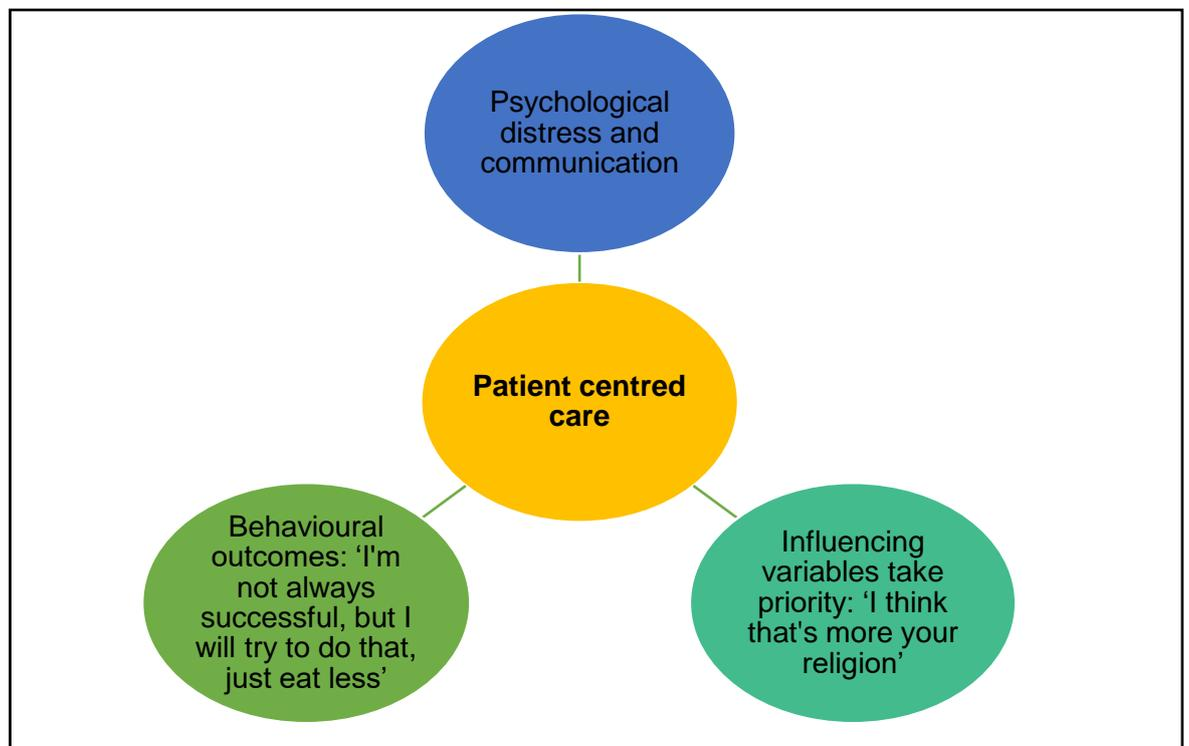 Psychological
distress and
communication
Patient centred
care
Behavioural
outcomes: ‘I'm
not always
successful, but I
will try to do that,
just eat less’
Influencing
variables take
priority: ‘I think
that's more your
religion’